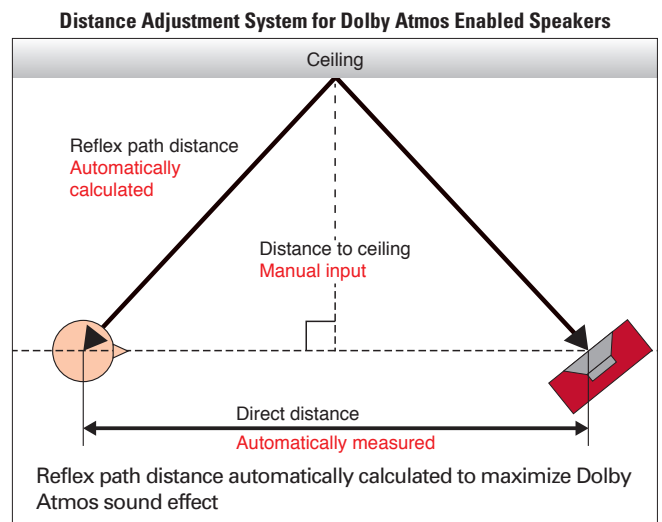 Distance Adjustment System for Dolby Atmos Enabled Speakers
Ceiling
Reflex path distance
Automatically
calculated
Distance to ceiling
Manual input
Direct distance
Automatically measured
Reflex path distance automatically calculated to maximize Dolby
Atmos sound effect